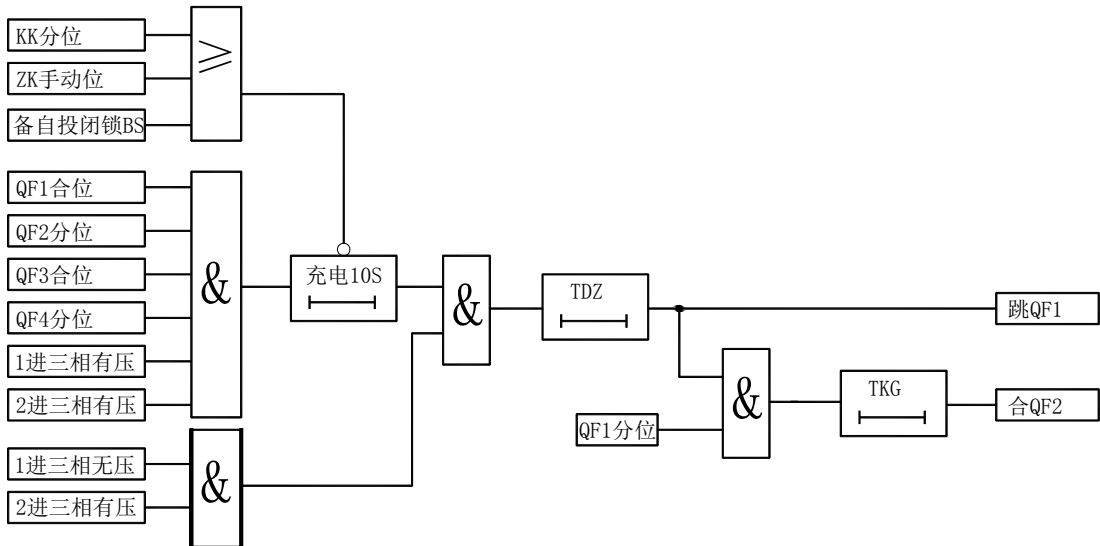 KK分位
ZK手动位
备自投闭锁BS
≥
QF1合位
QF2分位
QF3合位
QF4分位
1进三相有压
2进三相有压
&
充电10S
&
TDZ
跳QF1
QF1分位
&
TKG
合QF2
1进三相无压
2进三相有压
&